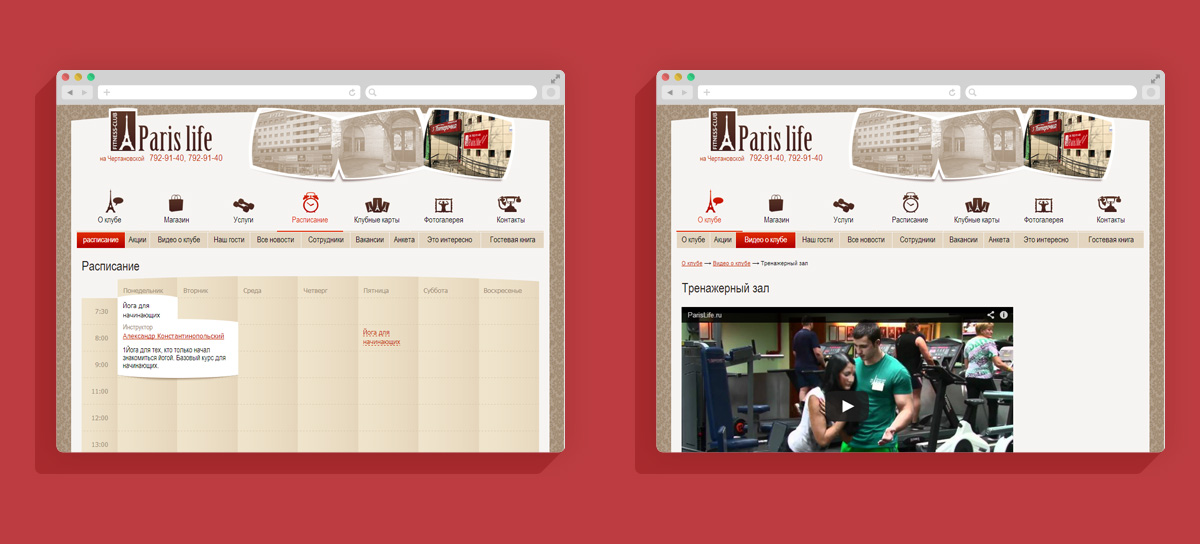 FITNESS-CLUB
Paris life
на Чертановской 792-91-40, 792-91-40
О клубе Магазин Услуги Расписание Клубные карты Фотогалерея Контакты
расписание Акции Видео о клубе Наш гости Все новости Сотрудники Вакансии Анкета Это интересно Гостевая книга
Расписание
Понедельник Вторник Среда Четверг Пятница Суббота Воскресенье
7:30
Йога для
начинающих
Инструктор
Александр Константинопольский
1Йога для тех, кто только начал
знакомиться йогой. Базовый курс для
начинающих.
8:00
Йога для
начинающих
9:00
11:00
12:00
13:00
FITNESS-CLUB
Paris life
на Чертановской 792-91-40, 792-91-40
Пятерочка
О клубе Магазин Услуги Расписание Клубные карты Фотогалерея Контакты
О клубе Акции Видео о клубе Наш гости Все новости Сотрудники Вакансии Анкета Это интересно Гостевая книга
О клубе → Видео о клубе → Тренажерный зал
Тренажерный зал
ParisLife.ru